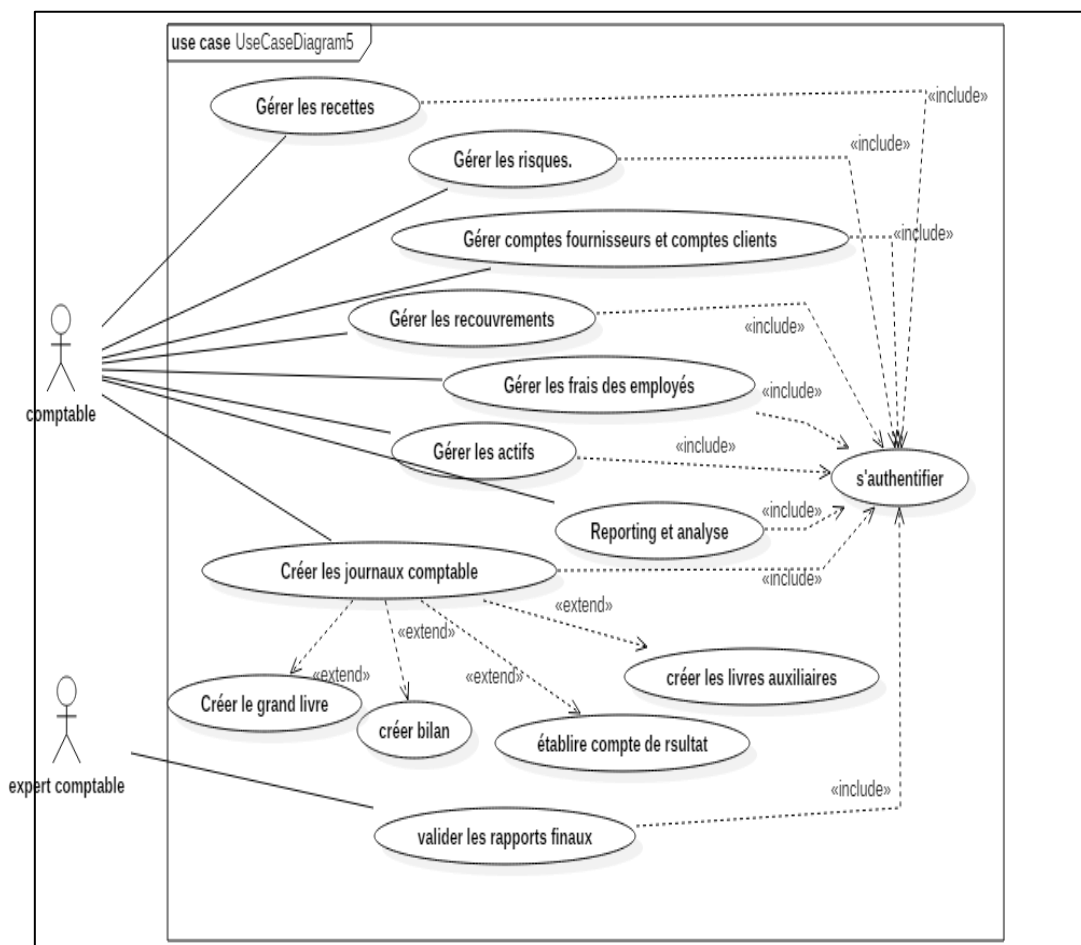 use case UseCaseDiagram5
Gérer les recettes
«include»
Gérer les risques.
«include»
Gérer comptes fournisseurs et comptes clients
«include»
Gérer les recouvrements
«include»
comptable
Gérer les frais des employés
«include»
Gérer les actifs
«include»
s'authentifier
Reporting et analyse
«include»
Créer les journaux comptable
«include»
«extend»
«extend»
«extend»
«extend»
Créer le grand livre
créer bilan
établire compte de rsultat
créer les livres auxiliaires
expert comptable
«include»
valider les rapports finaux